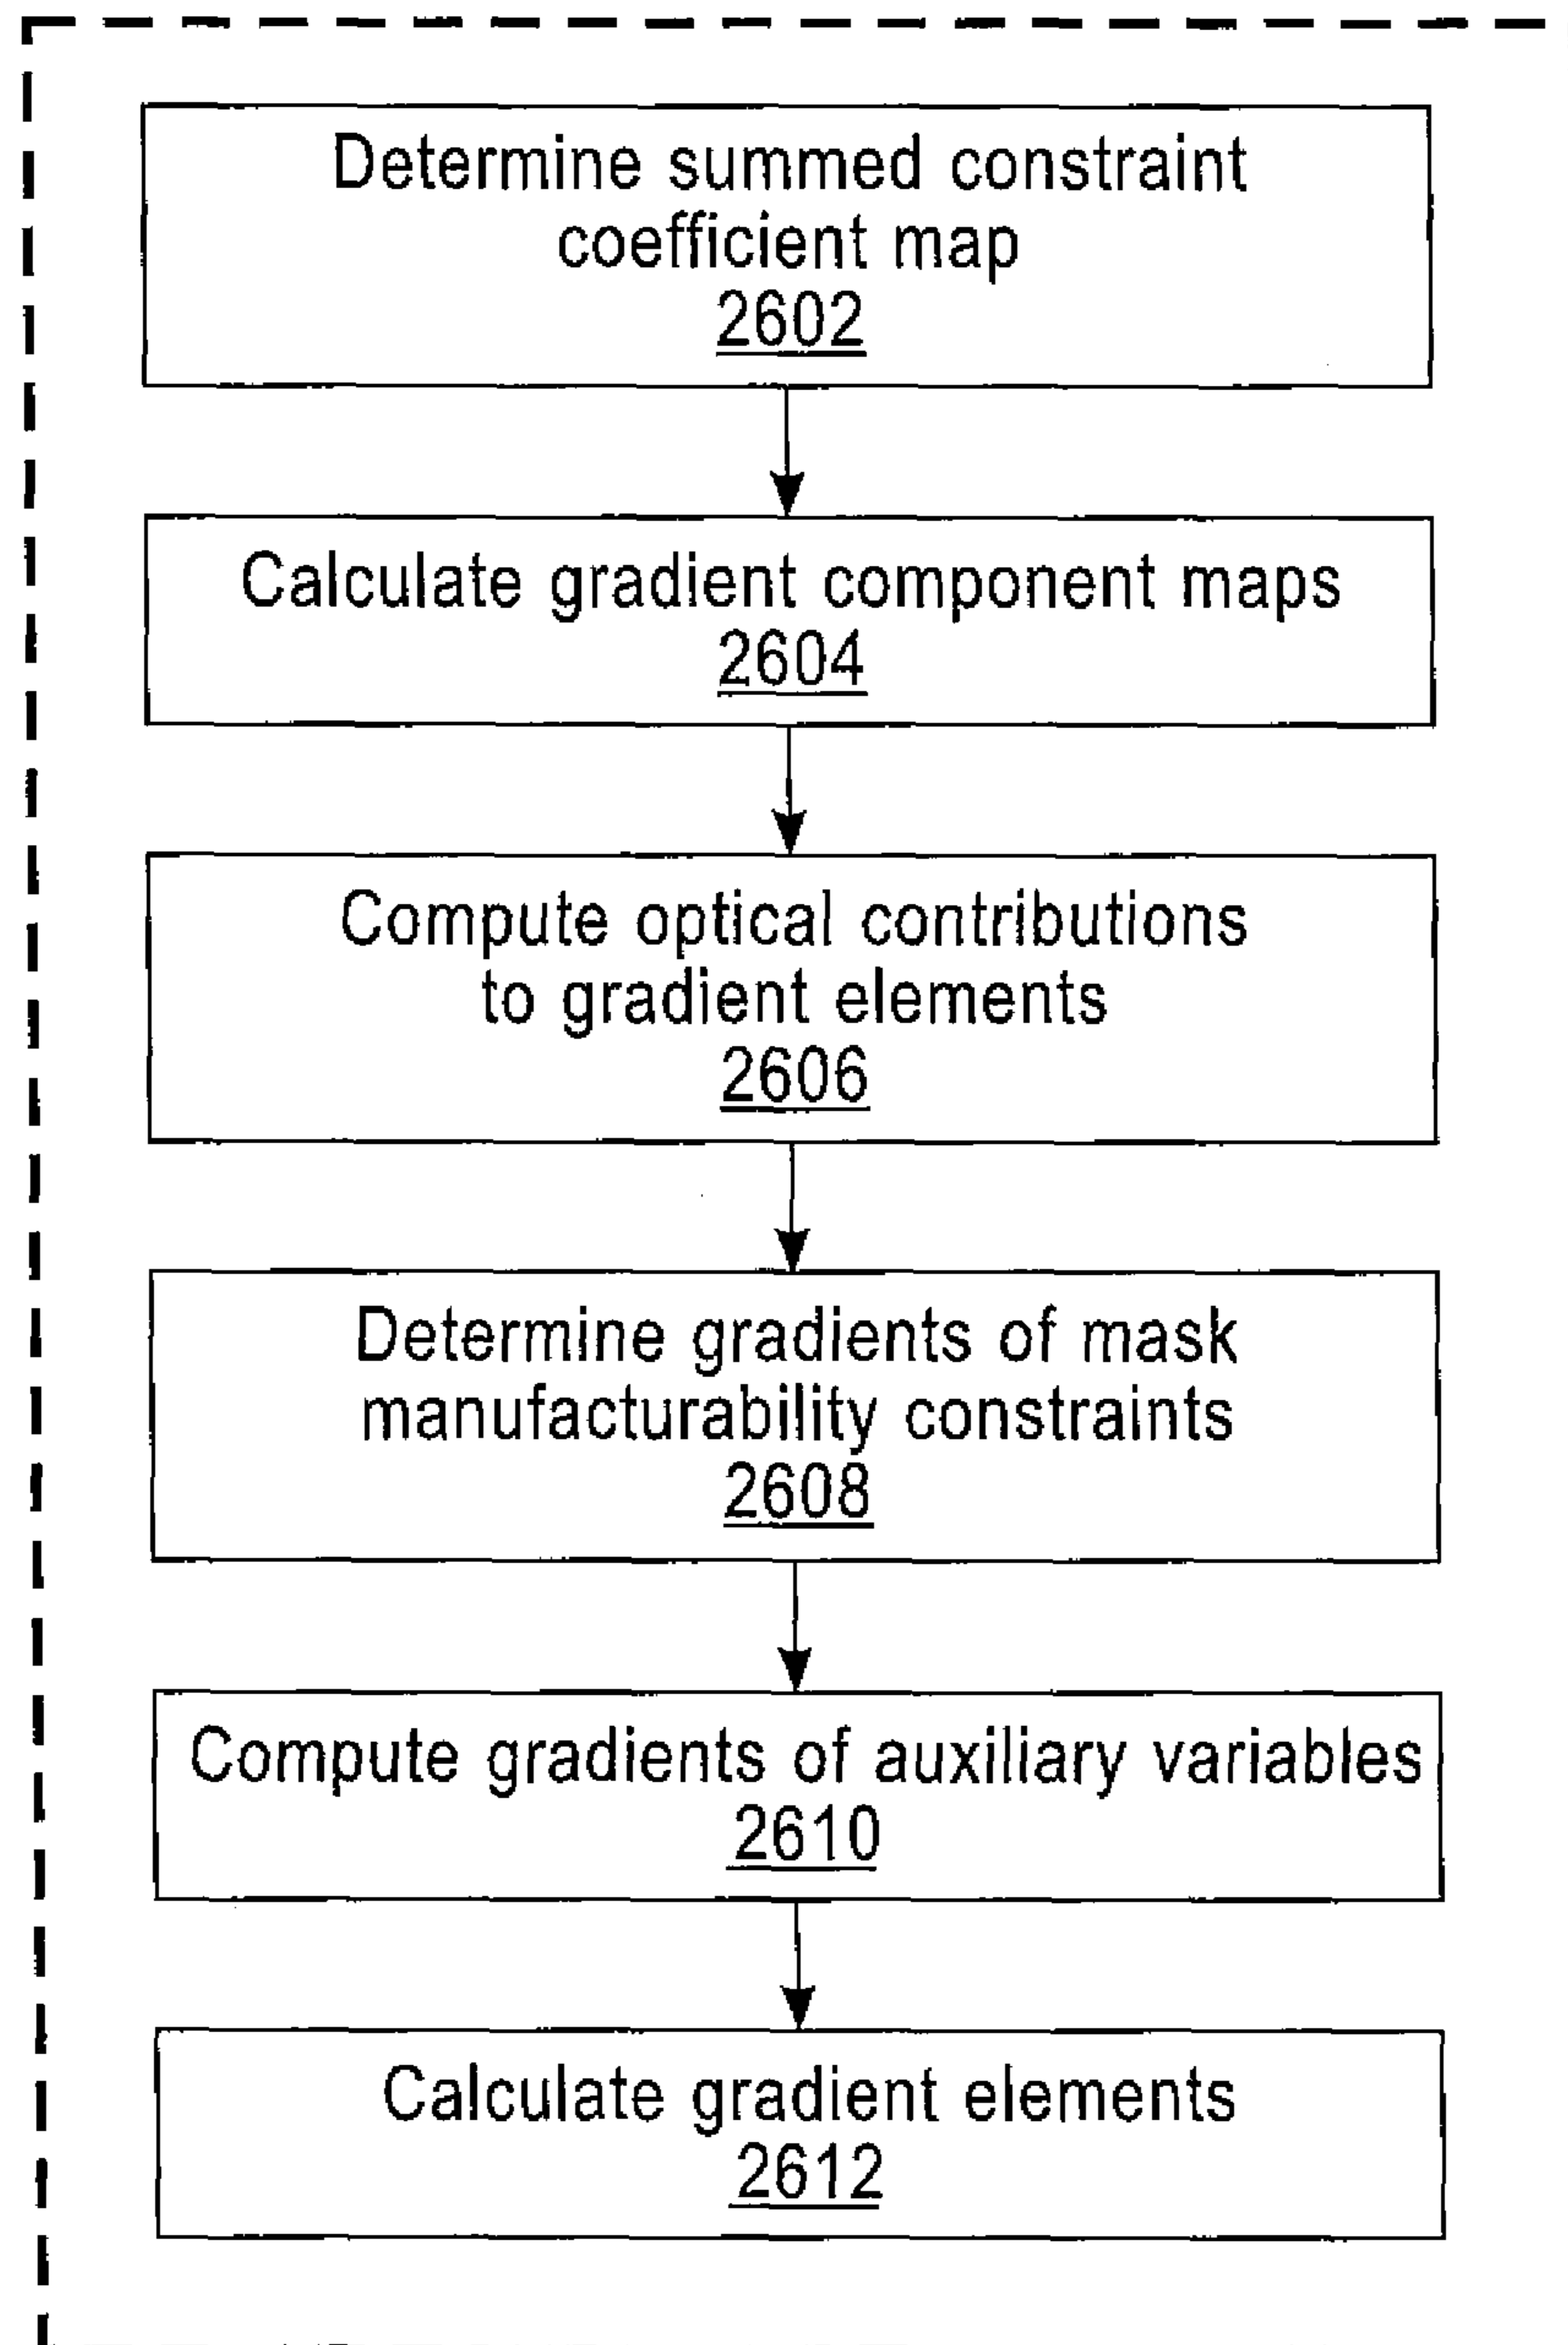 Determine summed constraint
coefficient map
2602
Calculate gradient component maps
2604
Compute optical contributions
to gradient elements
2606
Determine gradients of mask
manufacturability constraints
2608
Compute gradients of auxiliary variables
2610
Calculate gradient elements
2612